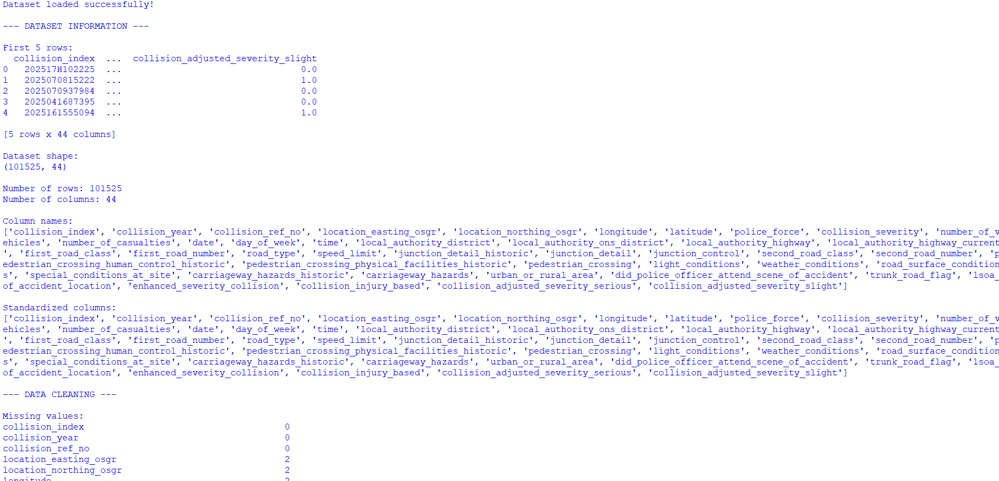 Dataset loaded successfully!
--- DATASET INFORMATION ---
First 5 rows:
  collision_index  ...  collision_adjusted_severity_slight
0   202517H102225  ...                                 0.0
1   2025070815222  ...                                 1.0
2   2025070937984  ...                                 0.0
3   2025041687395  ...                                 0.0
4   2025161555094  ...                                 1.0
[5 rows x 44 columns]
Dataset shape:
(101525, 44)
Number of rows: 101525
Number of columns: 44
Column names:
['collision_index', 'collision_year', 'collision_ref_no', 'location_easting_osgr', 'location_northing_osgr', 'longitude', 'latitude', 'police_force', 'collision_severity', 'number_of_v
ehicles', 'number_of_casualties', 'date', 'day_of_week', 'time', 'local_authority_district', 'local_authority_ons_district', 'local_authority_highway', 'local_authority_highway_current
', 'first_road_class', 'first_road_number', 'road_type', 'speed_limit', 'junction_detail_historic', 'junction_detail', 'junction_control', 'second_road_class', 'second_road_number', 'p
edestrian_crossing_human_control_historic', 'pedestrian_crossing_physical_facilities_historic', 'pedestrian_crossing', 'light_conditions', 'weather_conditions', 'road_surface_condition
s', 'special_conditions_at_site', 'carriageway_hazards_historic', 'carriageway_hazards', 'urban_or_rural_area', 'did_police_officer_attend_scene_of_accident', 'trunk_road_flag', 'lsoa_
of_accident_location', 'enhanced_severity_collision', 'collision_injury_based', 'collision_adjusted_severity_serious', 'collision_adjusted_severity_slight']
Standardized columns:
['collision_index', 'collision_year', 'collision_ref_no', 'location_easting_osgr', 'location_northing_osgr', 'longitude', 'latitude', 'police_force', 'collision_severity', 'number_of_v
ehicles', 'number_of_casualties', 'date', 'day_of_week', 'time', 'local_authority_district', 'local_authority_ons_district', 'local_authority_highway', 'local_authority_highway_current
', 'first_road_class', 'first_road_number', 'road_type', 'speed_limit', 'junction_detail_historic', 'junction_detail', 'junction_control', 'second_road_class', 'second_road_number', 'p
edestrian_crossing_human_control_historic', 'pedestrian_crossing_physical_facilities_historic', 'pedestrian_crossing', 'light_conditions', 'weather_conditions', 'road_surface_condition
s', 'special_conditions_at_site', 'carriageway_hazards_historic', 'carriageway_hazards', 'urban_or_rural_area', 'did_police_officer_attend_scene_of_accident', 'trunk_road_flag', 'lsoa_
of_accident_location', 'enhanced_severity_collision', 'collision_injury_based', 'collision_adjusted_severity_serious', 'collision_adjusted_severity_slight']
--- DATA CLEANING ---
Missing values:
collision_index                                     0
collision_year                                      0
collision_ref_no                                    0
location_easting_osgr                               2
location_northing_osgr                              2
longitude                                           2